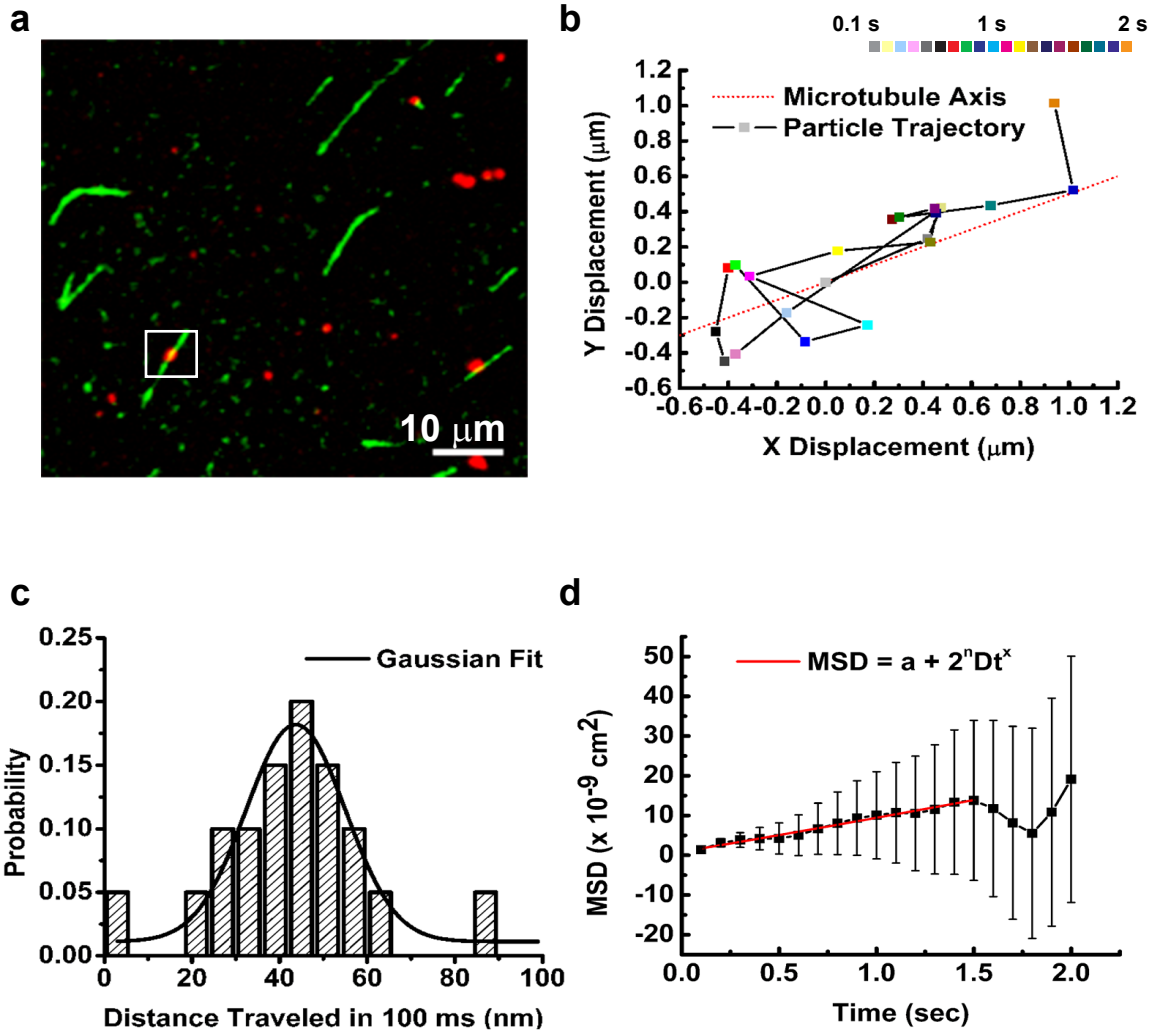 a
10 μm
b
0.1 s 1 s 2 s
Microtubule Axis
Particle Trajectory
Y Displacement (μm)
1.2
1.0
0.8
0.6
0.4
0.2
0.0
-0.2
-0.4
-0.6
-0.6 -0.4 -0.2 0.0 0.2 0.4 0.6 0.8 1.0 1.2
X Displacement (μm)
c
Gaussian Fit
Probability
0.25
0.20
0.15
0.10
0.05
0.00
0 20 40 60 80 100
Distance Traveled in 100 ms (nm)
d
MSD = a + 2ⁿDtˣ
MSD (x 10⁻⁹ cm²)
50
40
30
20
10
0
-10
-20
0.0 0.5 1.0 1.5 2.0
Time (sec)